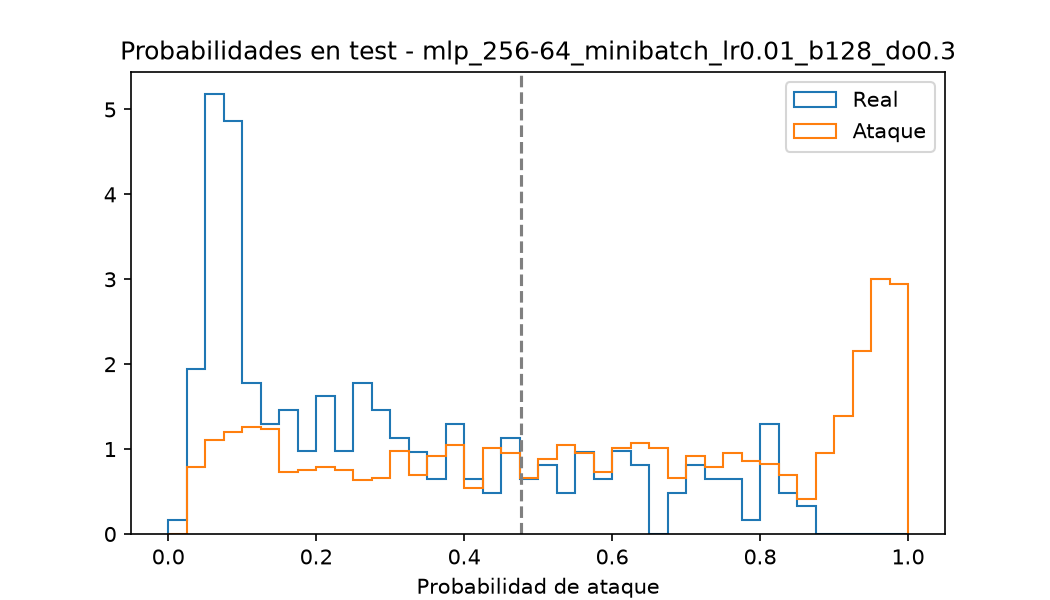 Probabilidades en test - mlp_256-64_minibatch_lr0.01_b128_do0.3
Real
Ataque
5
4
3
2
1
0
0.0 0.2 0.4 0.6 0.8 1.0
Probabilidad de ataque